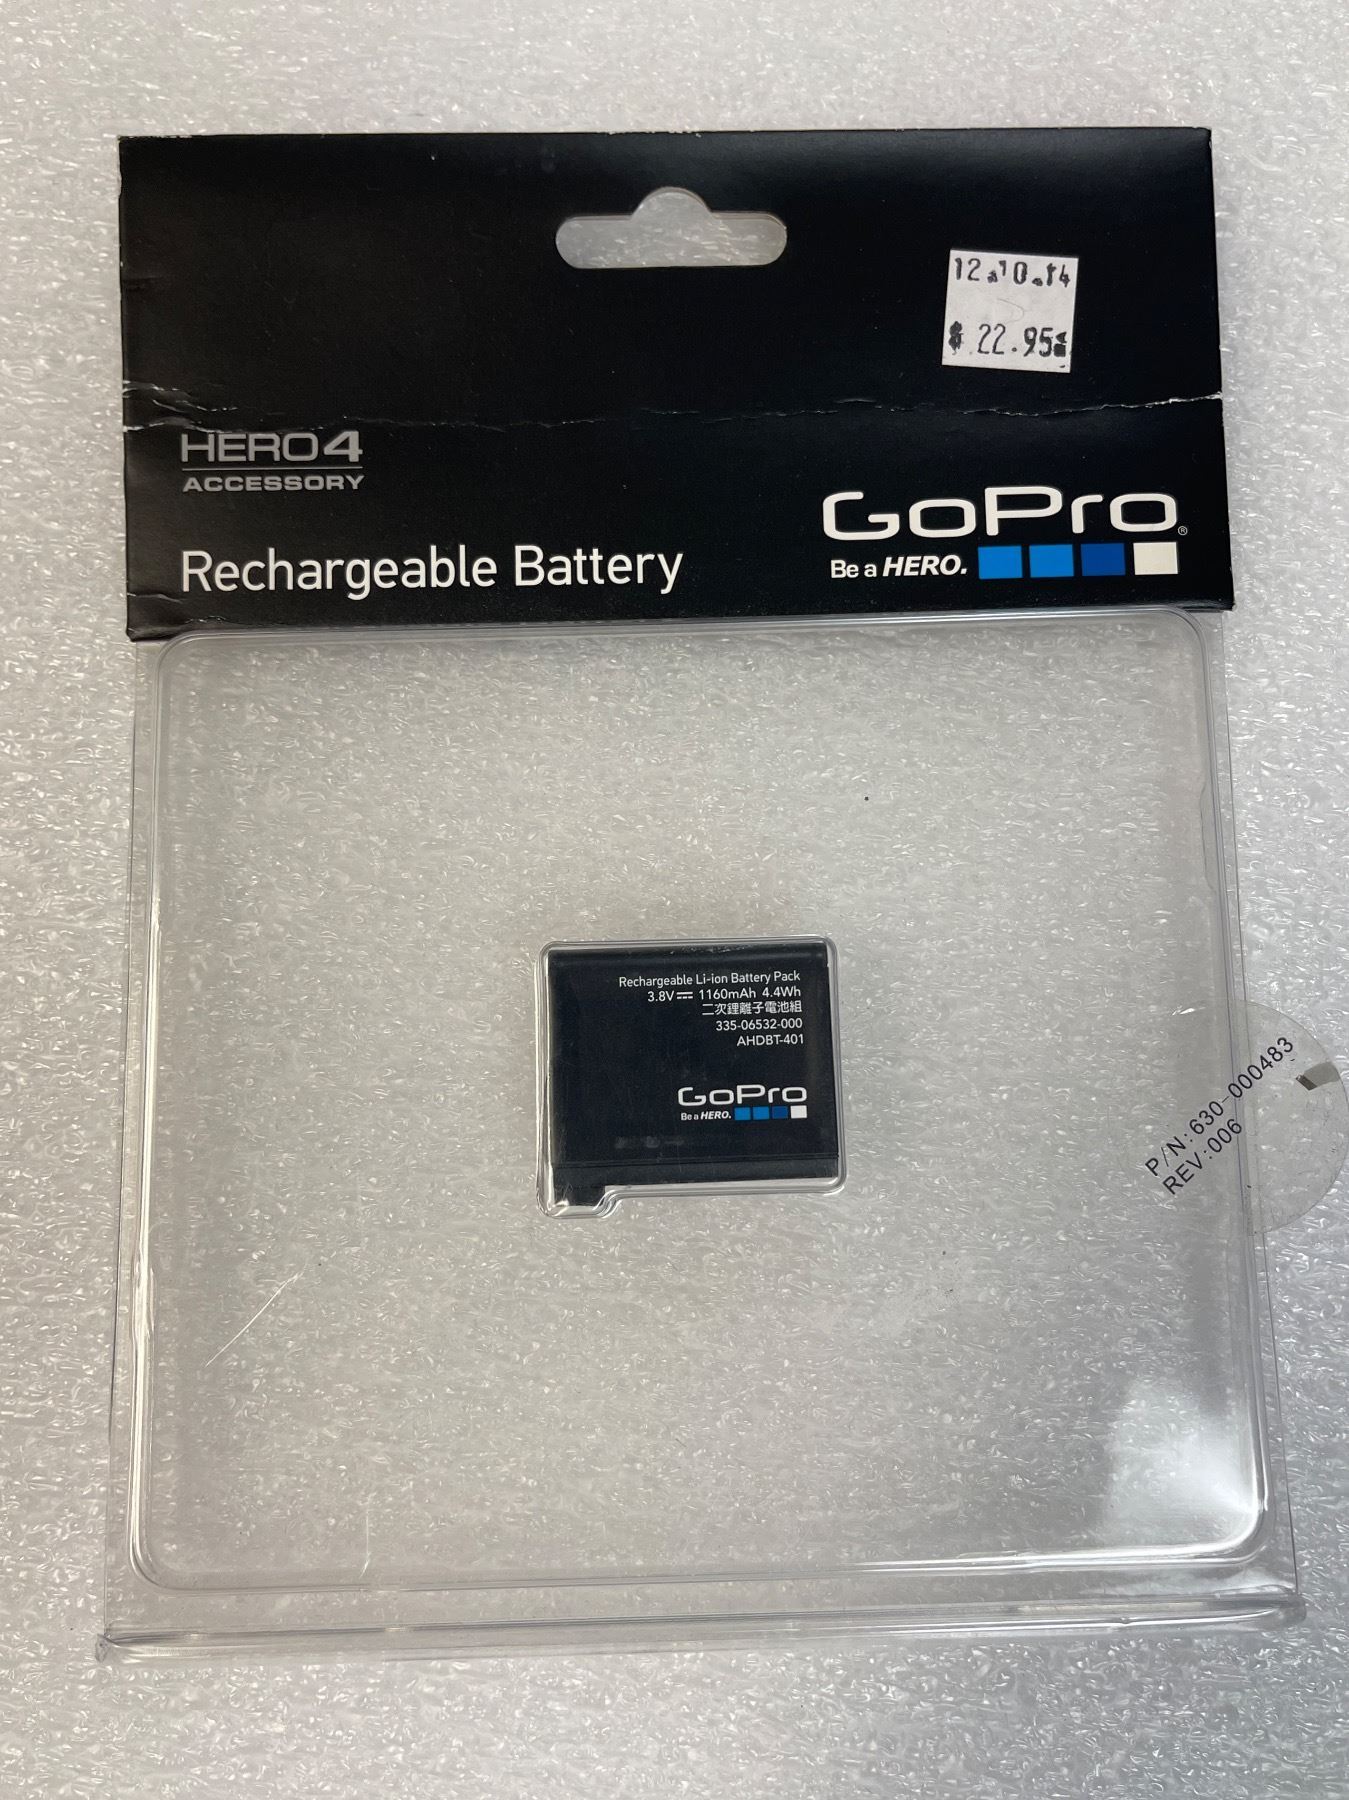 12.10.14
$ 22.95
HERO4
ACCESSORY
Rechargeable Battery
GoPro®
Be a HERO.
Rechargeable Li-ion Battery Pack
3.8V⎓ 1160mAh 4.4Wh
二次鋰離子電池組
335-06532-000
AHDBT-401
GoPro
Be a HERO.
P/N:630-000483
REV:006